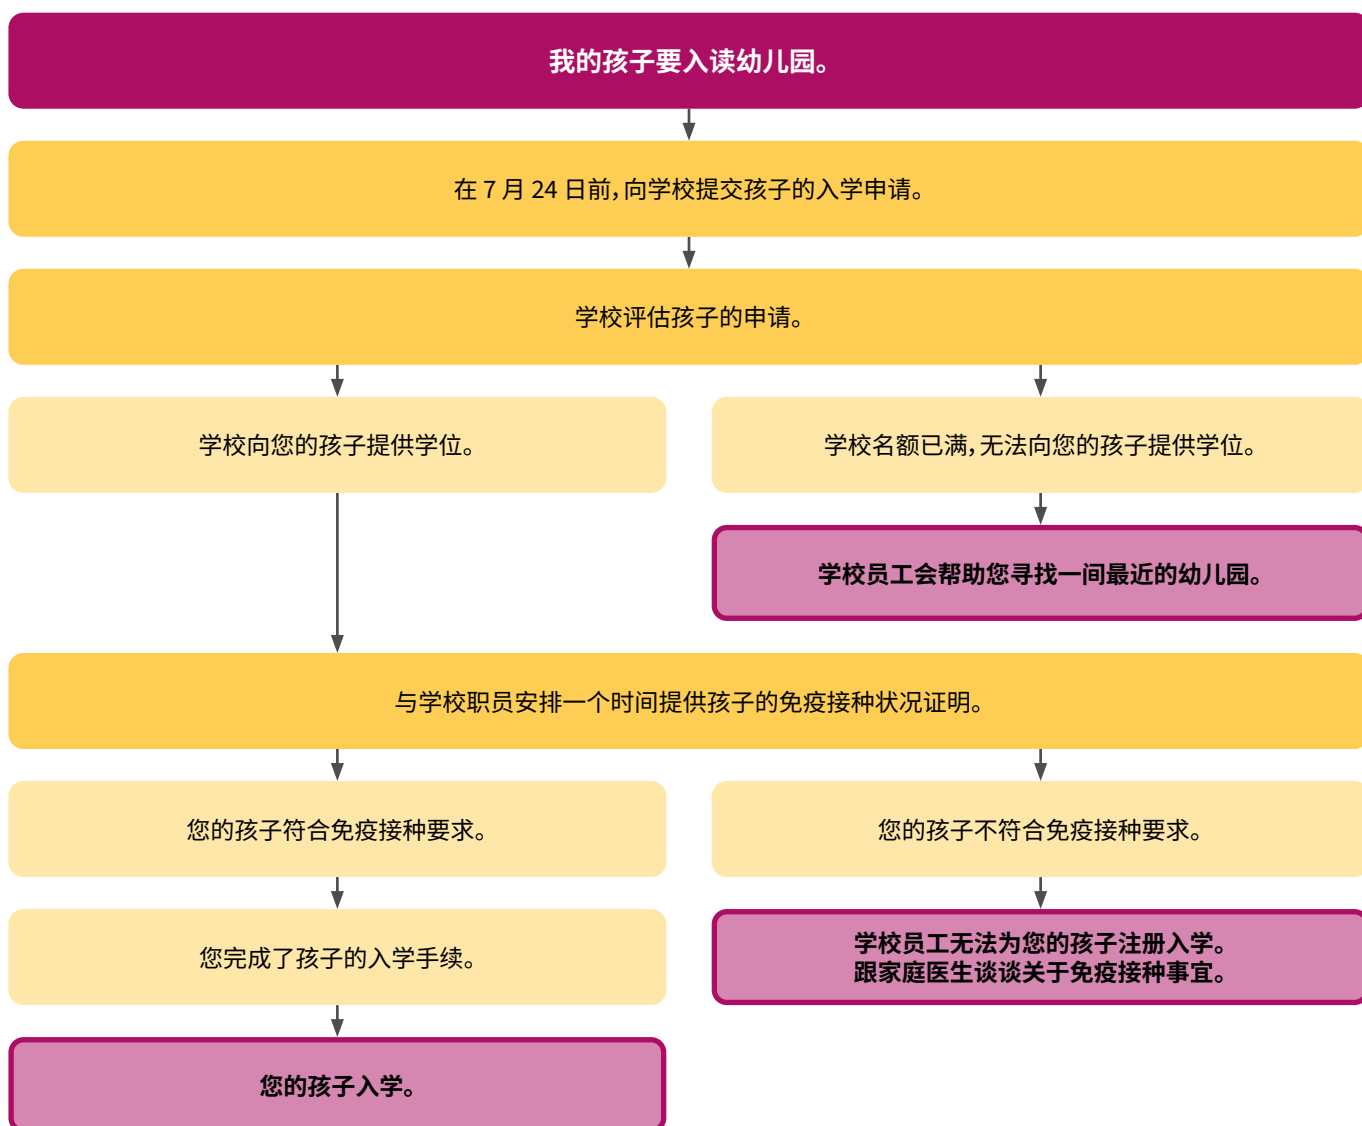 我的孩子要入读幼儿园。
在 7 月 24 日前，向学校提交孩子的入学申请。
学校评估孩子的申请。
学校向您的孩子提供学位。
学校名额已满，无法向您的孩子提供学位。
学校员工会帮助您寻找一间最近的幼儿园。
与学校职员安排一个时间提供孩子的免疫接种状况证明。
您的孩子符合免疫接种要求。
您的孩子不符合免疫接种要求。
您完成了孩子的入学手续。
学校员工无法为您的孩子注册入学。
跟家庭医生谈谈关于免疫接种事宜。
您的孩子入学。